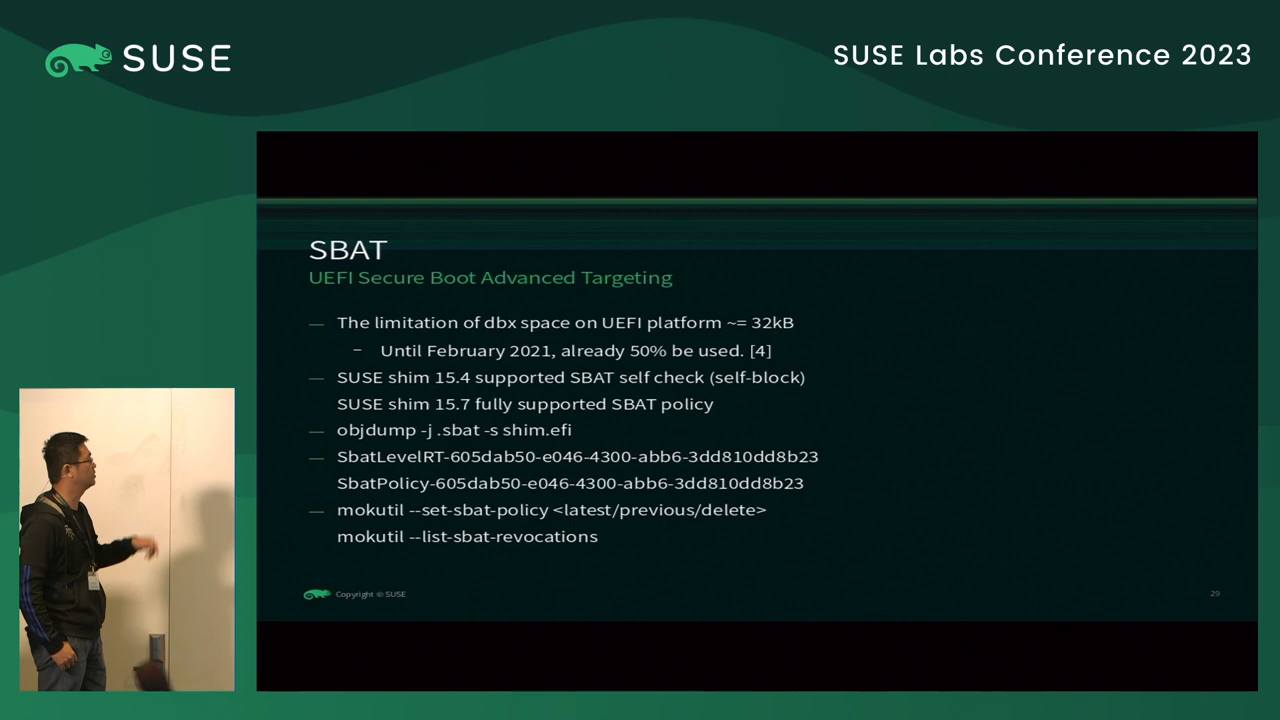 SUSE
SUSE Labs Conference 2023
SBAT
UEFI Secure Boot Advanced Targeting
— The limitation of dbx space on UEFI platform ~= 32kB
– Until February 2021, already 50% be used. [4]
— SUSE shim 15.4 supported SBAT self check (self-block)
SUSE shim 15.7 fully supported SBAT policy
— objdump -j .sbat -s shim.efi
— SbatLevelRT-605dab50-e046-4300-abb6-3dd810dd8b23
SbatPolicy-605dab50-e046-4300-abb6-3dd810dd8b23
— mokutil --set-sbat-policy <latest/previous/delete>
mokutil --list-sbat-revocations
Copyright © SUSE
29